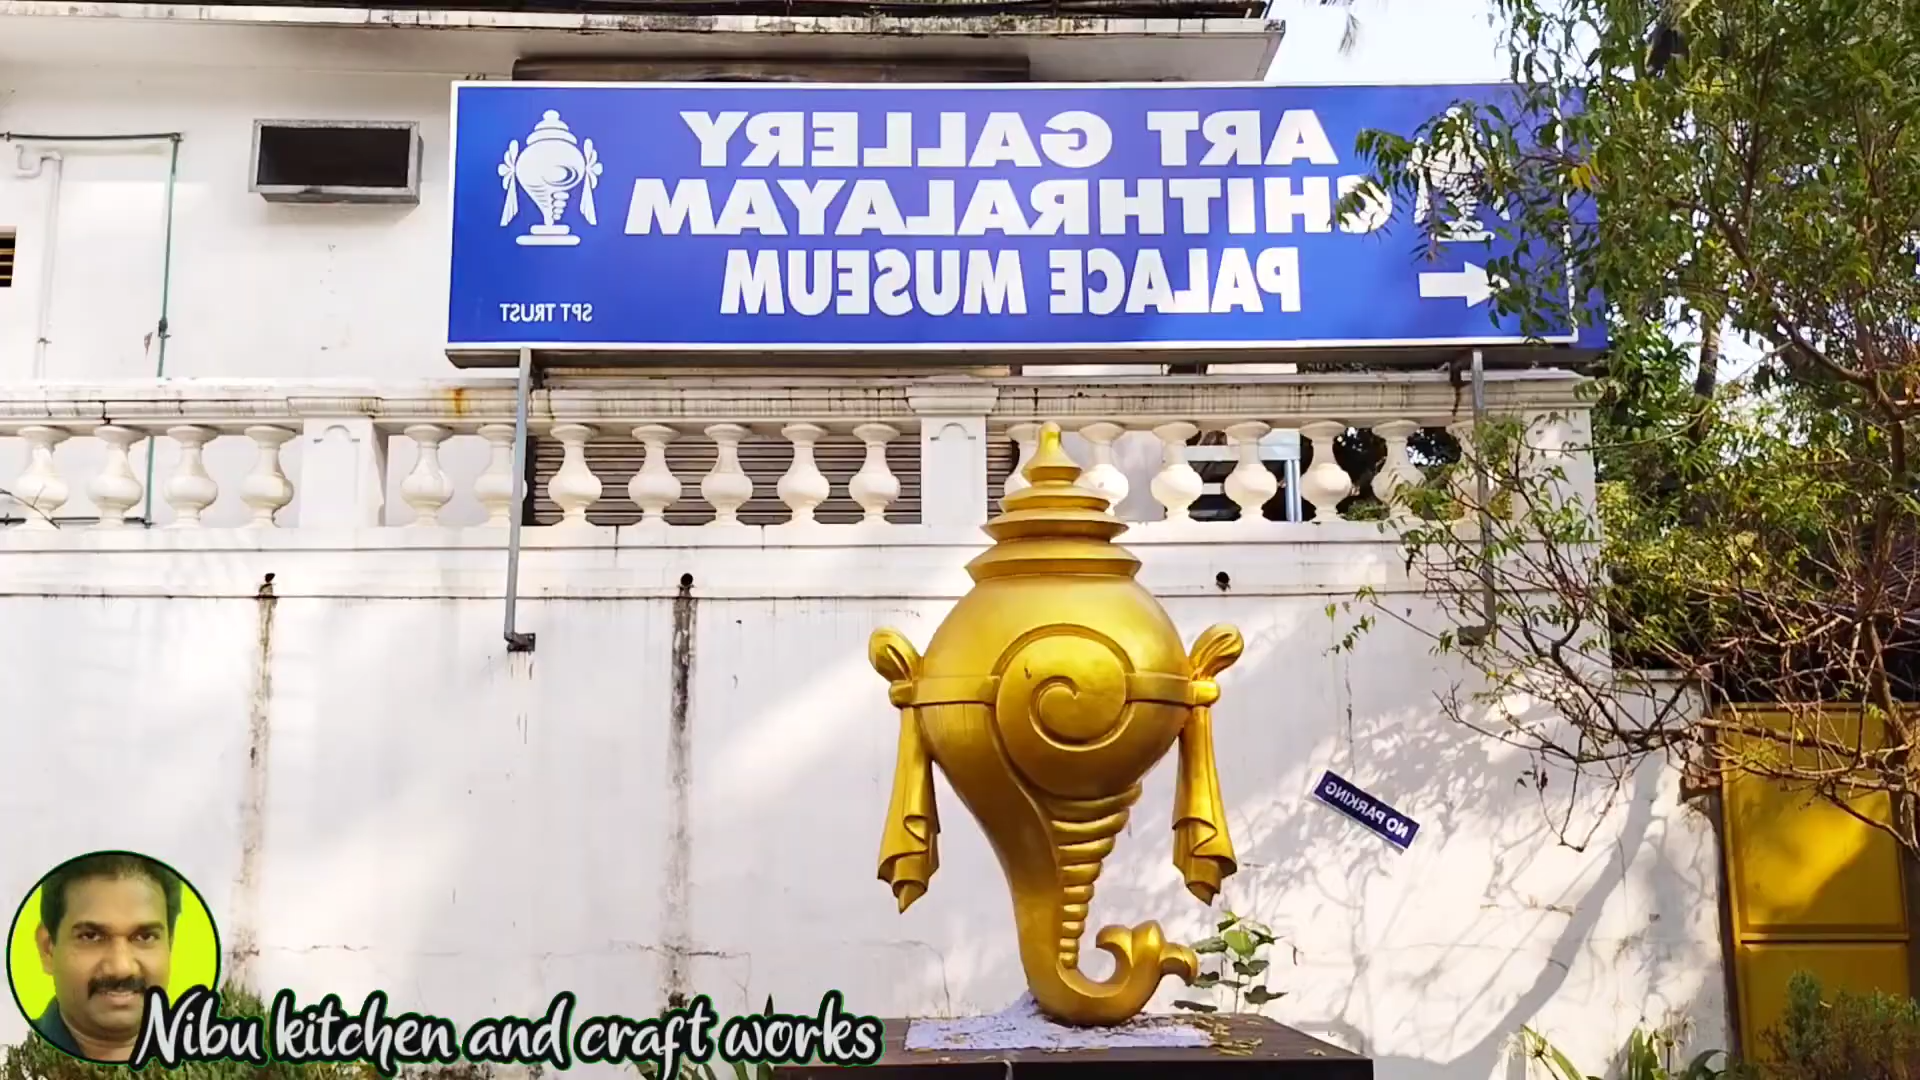 ART GALLERY
CHITHRALAYAM
PALACE MUSEUM
SPT TRUST
NO PARKING
Nibu kitchen and craft works